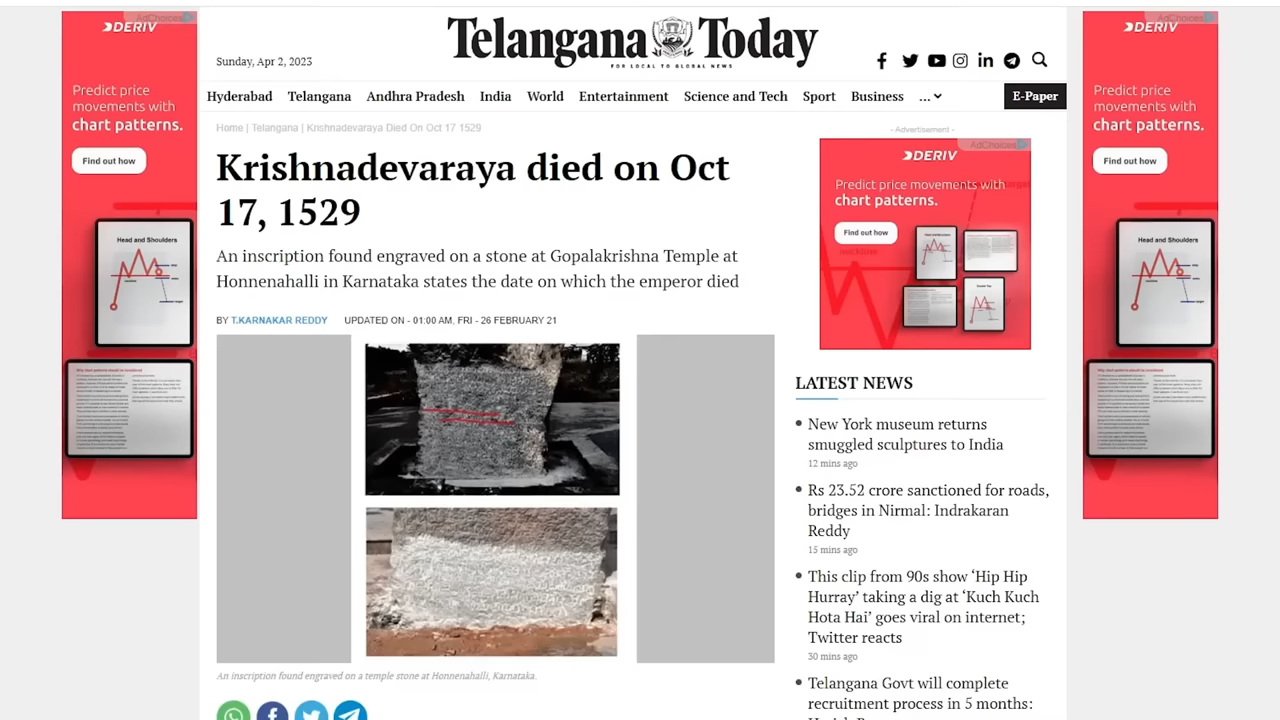 AdChoices
DERIV
Predict price
movements with
chart patterns.
Find out how
Head and Shoulders
Telangana Today
FOR LOCAL TO GLOBAL NEWS
Sunday, Apr 2, 2023
Hyderabad Telangana Andhra Pradesh India World Entertainment Science and Tech Sport Business ... E-Paper
Home | Telangana | Krishnadevaraya Died On Oct 17 1529
Krishnadevaraya died on Oct
17, 1529
An inscription found engraved on a stone at Gopalakrishna Temple at
Honnenahalli in Karnataka states the date on which the emperor died
BY T.KARNAKAR REDDY UPDATED ON - 01:00 AM, FRI - 26 FEBRUARY 21
An inscription found engraved on a temple stone at Honnenahalli, Karnataka.
- Advertisement -
AdChoices
DERIV
Predict price movements with
chart patterns.
Find out how
LATEST NEWS
New York museum returns
smuggled sculptures to India
12 mins ago
Rs 23.52 crore sanctioned for roads,
bridges in Nirmal: Indrakaran
Reddy
15 mins ago
This clip from 90s show ‘Hip Hip
Hurray’ taking a dig at ‘Kuch Kuch
Hota Hai’ goes viral on internet;
Twitter reacts
30 mins ago
Telangana Govt will complete
recruitment process in 5 months:
AdChoices
DERIV
Predict price
movements with
chart patterns.
Find out how
Head and Shoulders